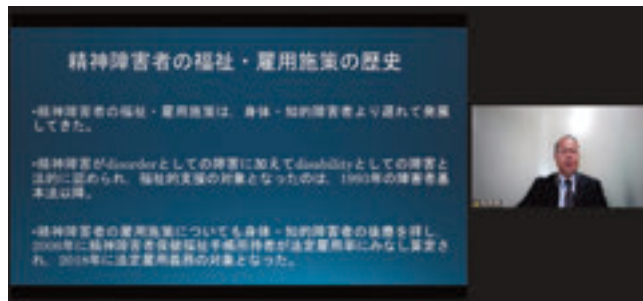 精神障害者の福祉・雇用施策の歴史
•精神障害者の福祉・雇用施策は、身体・知的障害者より遅れて発展
してきた。
•精神障害がdisorderとしての障害に加えてdisabilityとしての障害と
法的に認められ、福祉的支援の対象となったのは、1993年の障害者基
本法以降。
•精神障害者の雇用施策についても身体・知的障害者の後塵を拝し、
2006年に精神障害者保健福祉手帳所持者が法定雇用率にみなし算定さ
れ、2018年に法定雇用義務の対象となった。